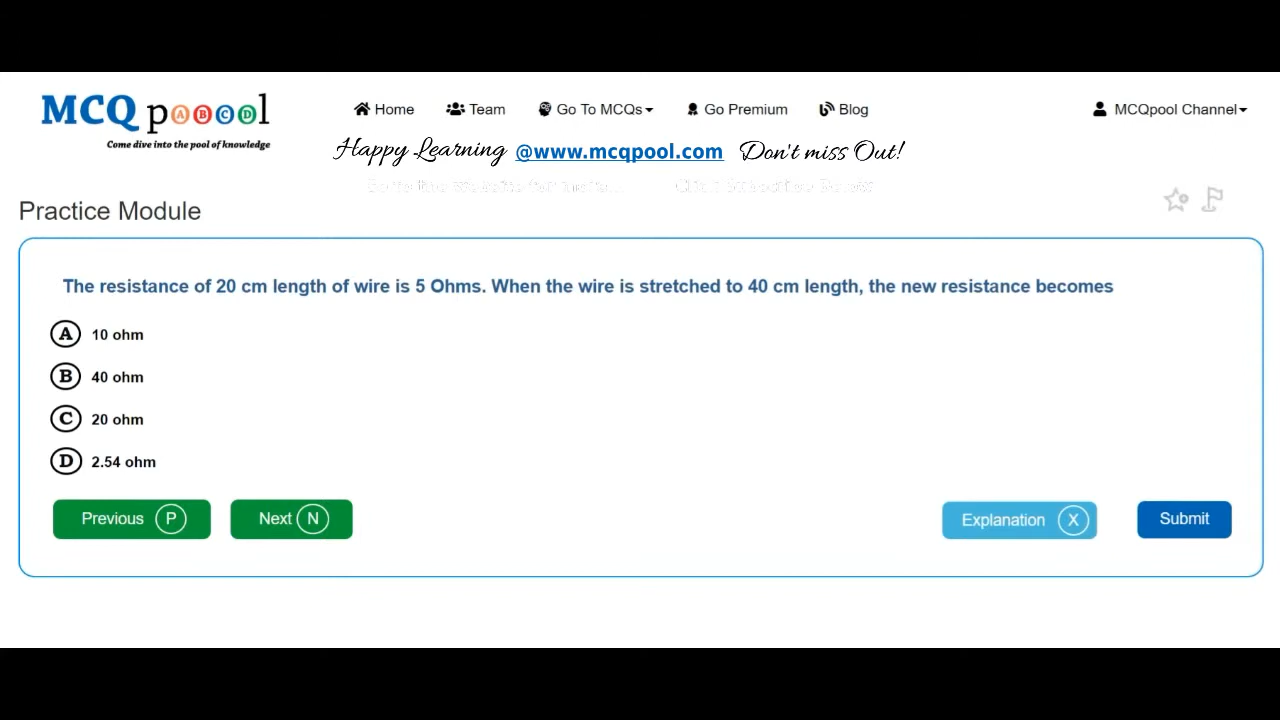 MCQ pooool
Come dive into the pool of knowledge
Home Team Go To MCQs Go Premium Blog MCQpool Channel
Happy Learning @www.mcqpool.com Don't miss Out!
Practice Module
The resistance of 20 cm length of wire is 5 Ohms. When the wire is stretched to 40 cm length, the new resistance becomes
A 10 ohm
B 40 ohm
C 20 ohm
D 2.54 ohm
Previous P Next N Explanation X Submit